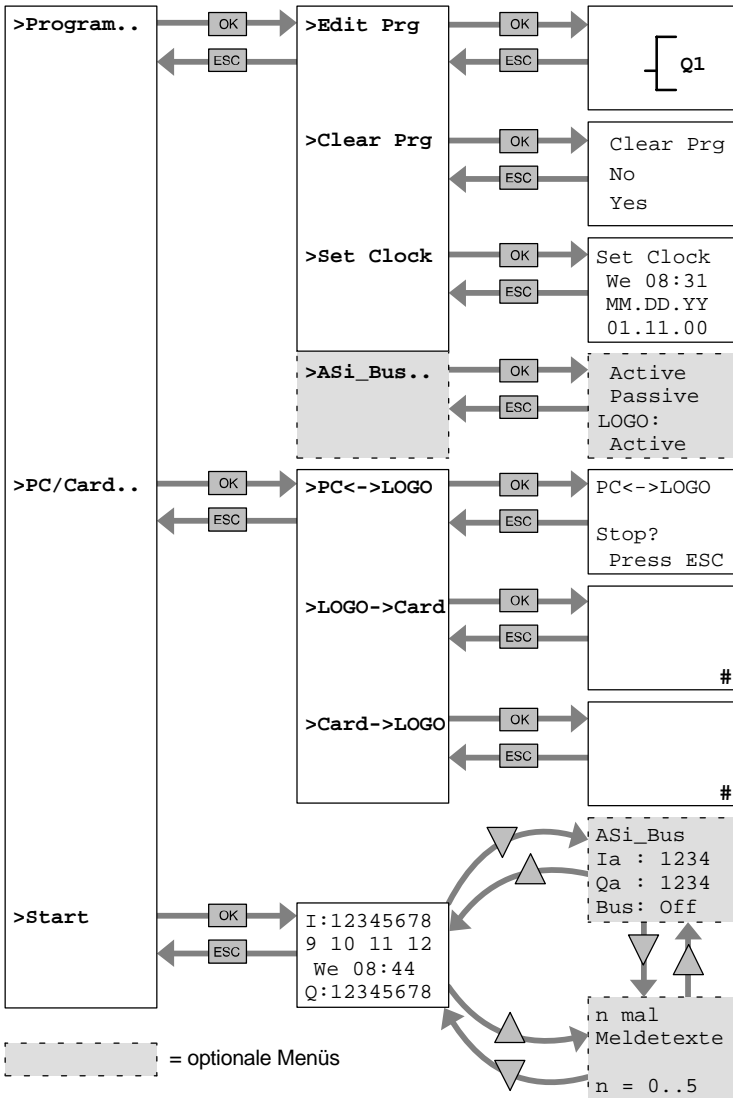 >Program.. OK >Edit Prg OK
ESC ESC Q1
>Clear Prg OK Clear Prg
ESC No
Yes
>Set Clock OK Set Clock
ESC We 08:31
MM.DD.YY
01.11.00
>ASi_Bus.. OK Active
ESC Passive
LOGO:
Active
>PC/Card.. OK >PC<->LOGO OK PC<->LOGO
ESC ESC Stop?
Press ESC
>LOGO->Card OK
ESC
#
>Card->LOGO OK
ESC
#
ASi_Bus
Ia : 1234
Qa : 1234
Bus: Off
>Start OK I:12345678
ESC 9 10 11 12
We 08:44
Q:12345678
n mal
Meldetexte
n = 0..5
= optionale Menüs